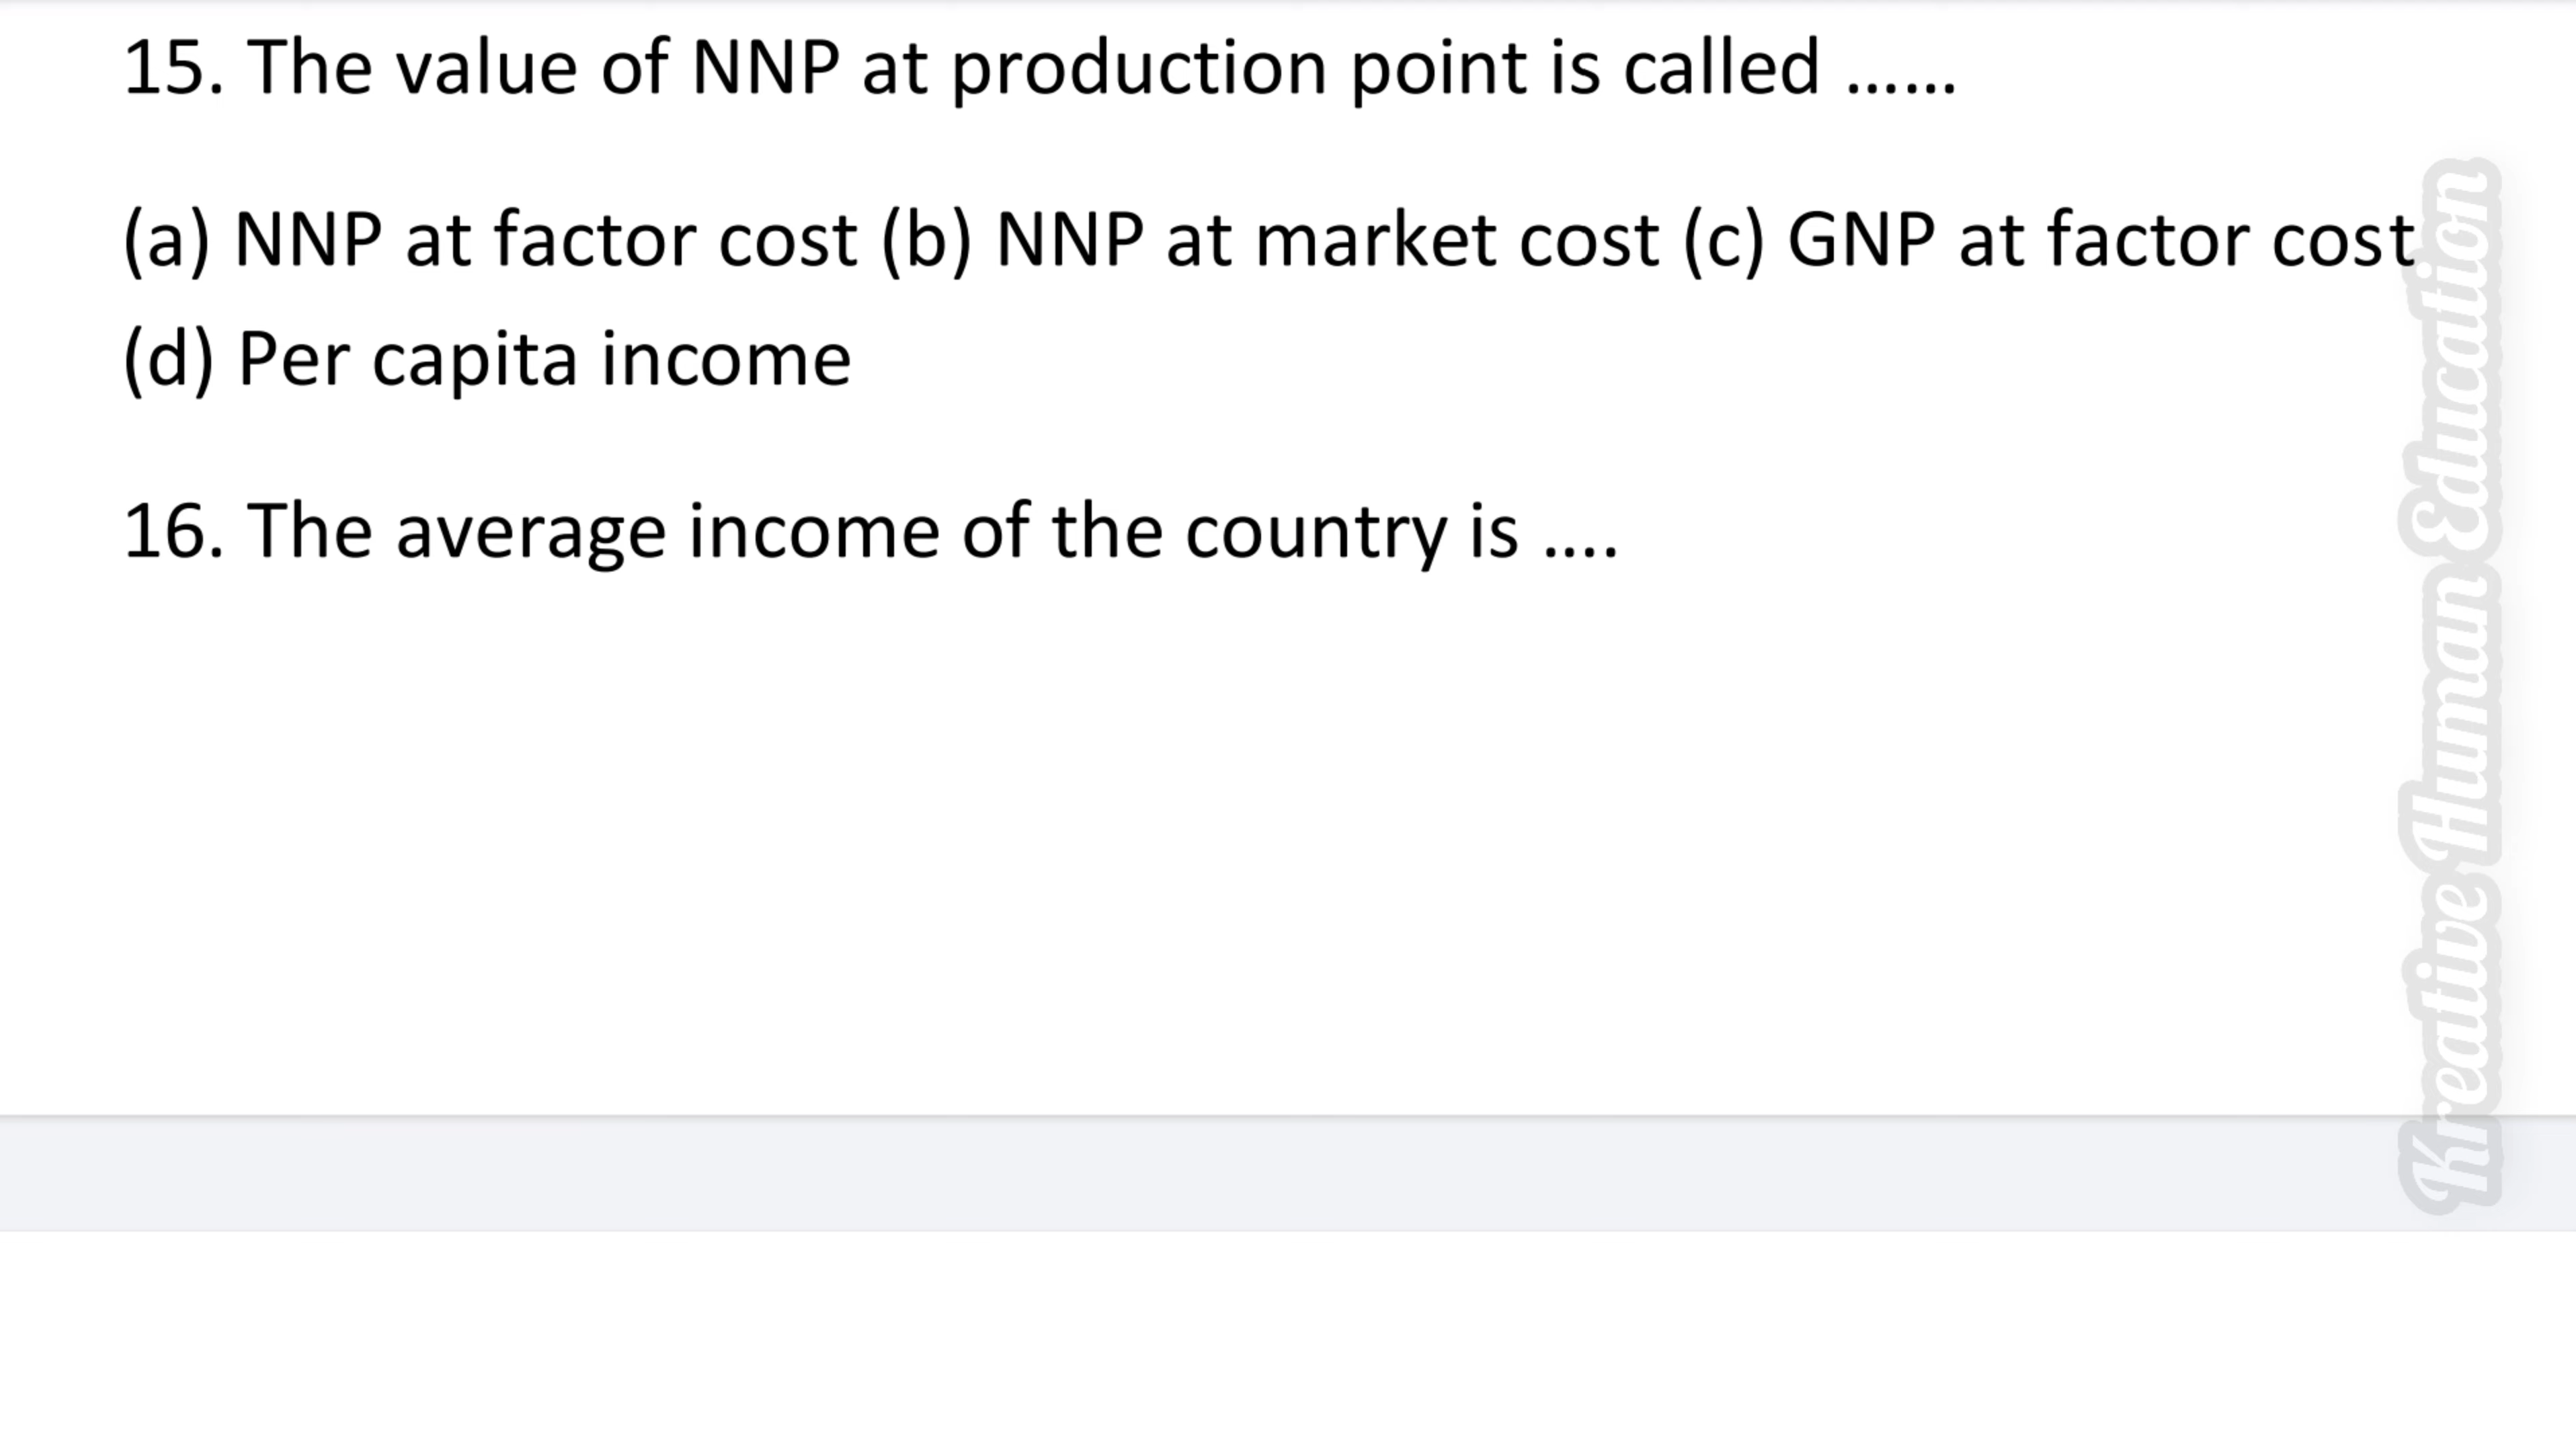 15. The value of NNP at production point is called ......
(a) NNP at factor cost (b) NNP at market cost (c) GNP at factor cost
(d) Per capita income
16. The average income of the country is ....
Kreative Human Education